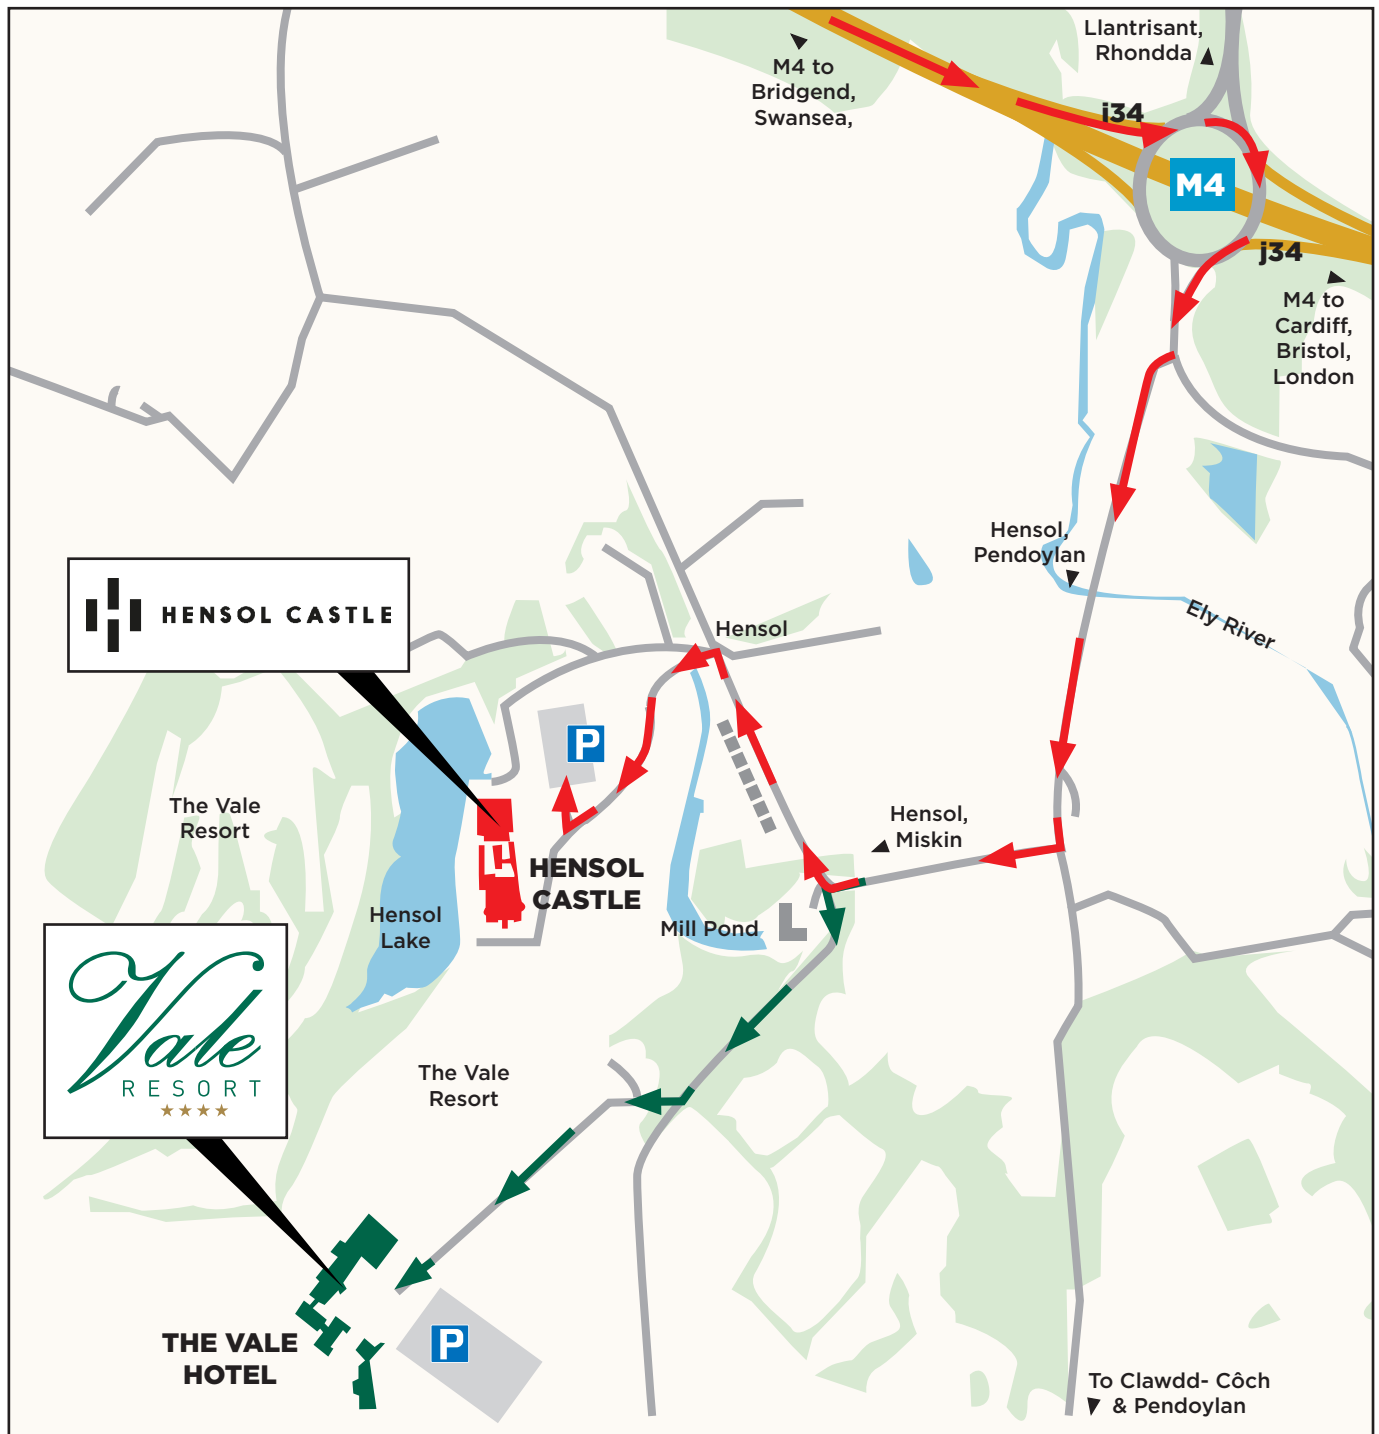 Llantrisant,
Rhondda
M4 to
Bridgend,
Swansea,
i34
M4
j34
M4 to
Cardiff,
Bristol,
London
Hensol,
Pendoylan
Ely River
HENSOL CASTLE
Hensol
P
The Vale
Resort
Hensol,
Miskin
HENSOL
CASTLE
Hensol
Lake
Mill Pond
Vale
RESORT
The Vale
Resort
THE VALE
HOTEL
P
To Clawdd- Côch
& Pendoylan